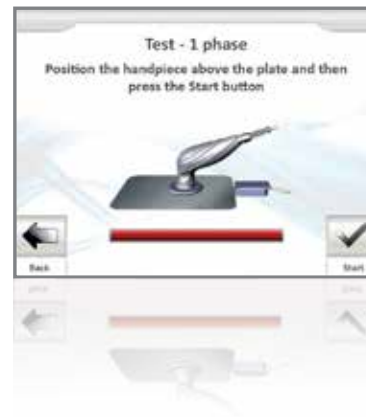 Test - 1 phase
Position the handpiece above the plate and then
press the Start button
Back
Start